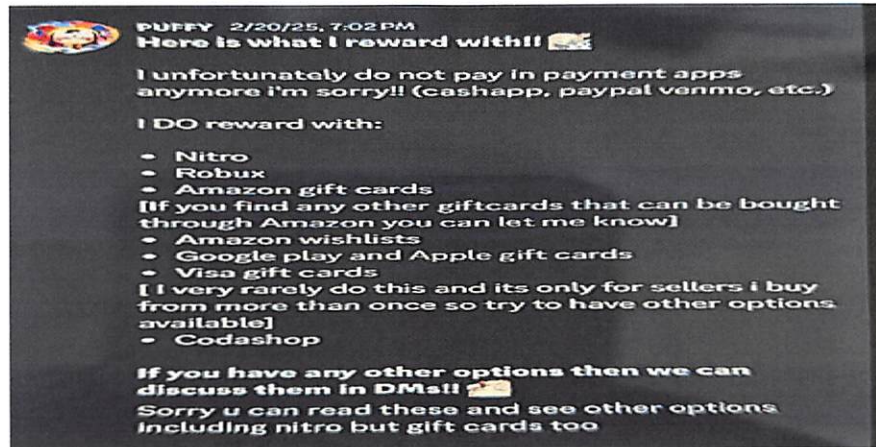 PUFFY 2/20/25, 7:02 PM
Here is what I reward with!!
I unfortunately do not pay in payment apps
anymore i'm sorry!! (cashapp, paypal venmo, etc.)
I DO reward with:
• Nitro
• Robux
• Amazon gift cards
[If you find any other giftcards that can be bought
through Amazon you can let me know]
• Amazon wishlists
• Google play and Apple gift cards
• Visa gift cards
[ I very rarely do this and its only for sellers i buy
from more than once so try to have other options
available]
• Codashop
If you have any other options then we can
discuss them in DMs!!
Sorry u can read these and see other options
including nitro but gift cards too